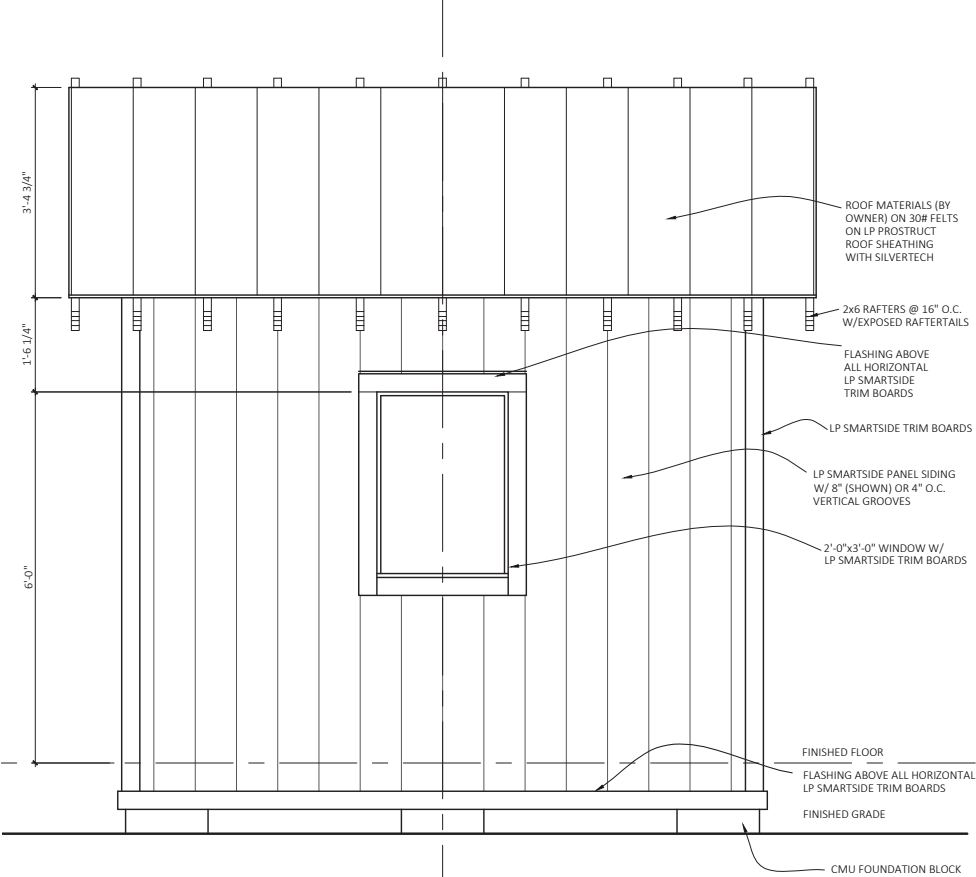 3'-4 3/4"
1'-6 1/4"
6'-0"
ROOF MATERIALS (BY
OWNER) ON 30# FELTS
ON LP PROSTRUCT
ROOF SHEATHING
WITH SILVERTECH
2x6 RAFTERS @ 16" O.C.
W/EXPOSED RAFTERTAILS
FLASHING ABOVE
ALL HORIZONTAL
LP SMARTSIDE
TRIM BOARDS
LP SMARTSIDE TRIM BOARDS
LP SMARTSIDE PANEL SIDING
W/ 8" (SHOWN) OR 4" O.C.
VERTICAL GROOVES
2'-0"x3'-0" WINDOW W/
LP SMARTSIDE TRIM BOARDS
FINISHED FLOOR
FLASHING ABOVE ALL HORIZONTAL
LP SMARTSIDE TRIM BOARDS
FINISHED GRADE
CMU FOUNDATION BLOCK